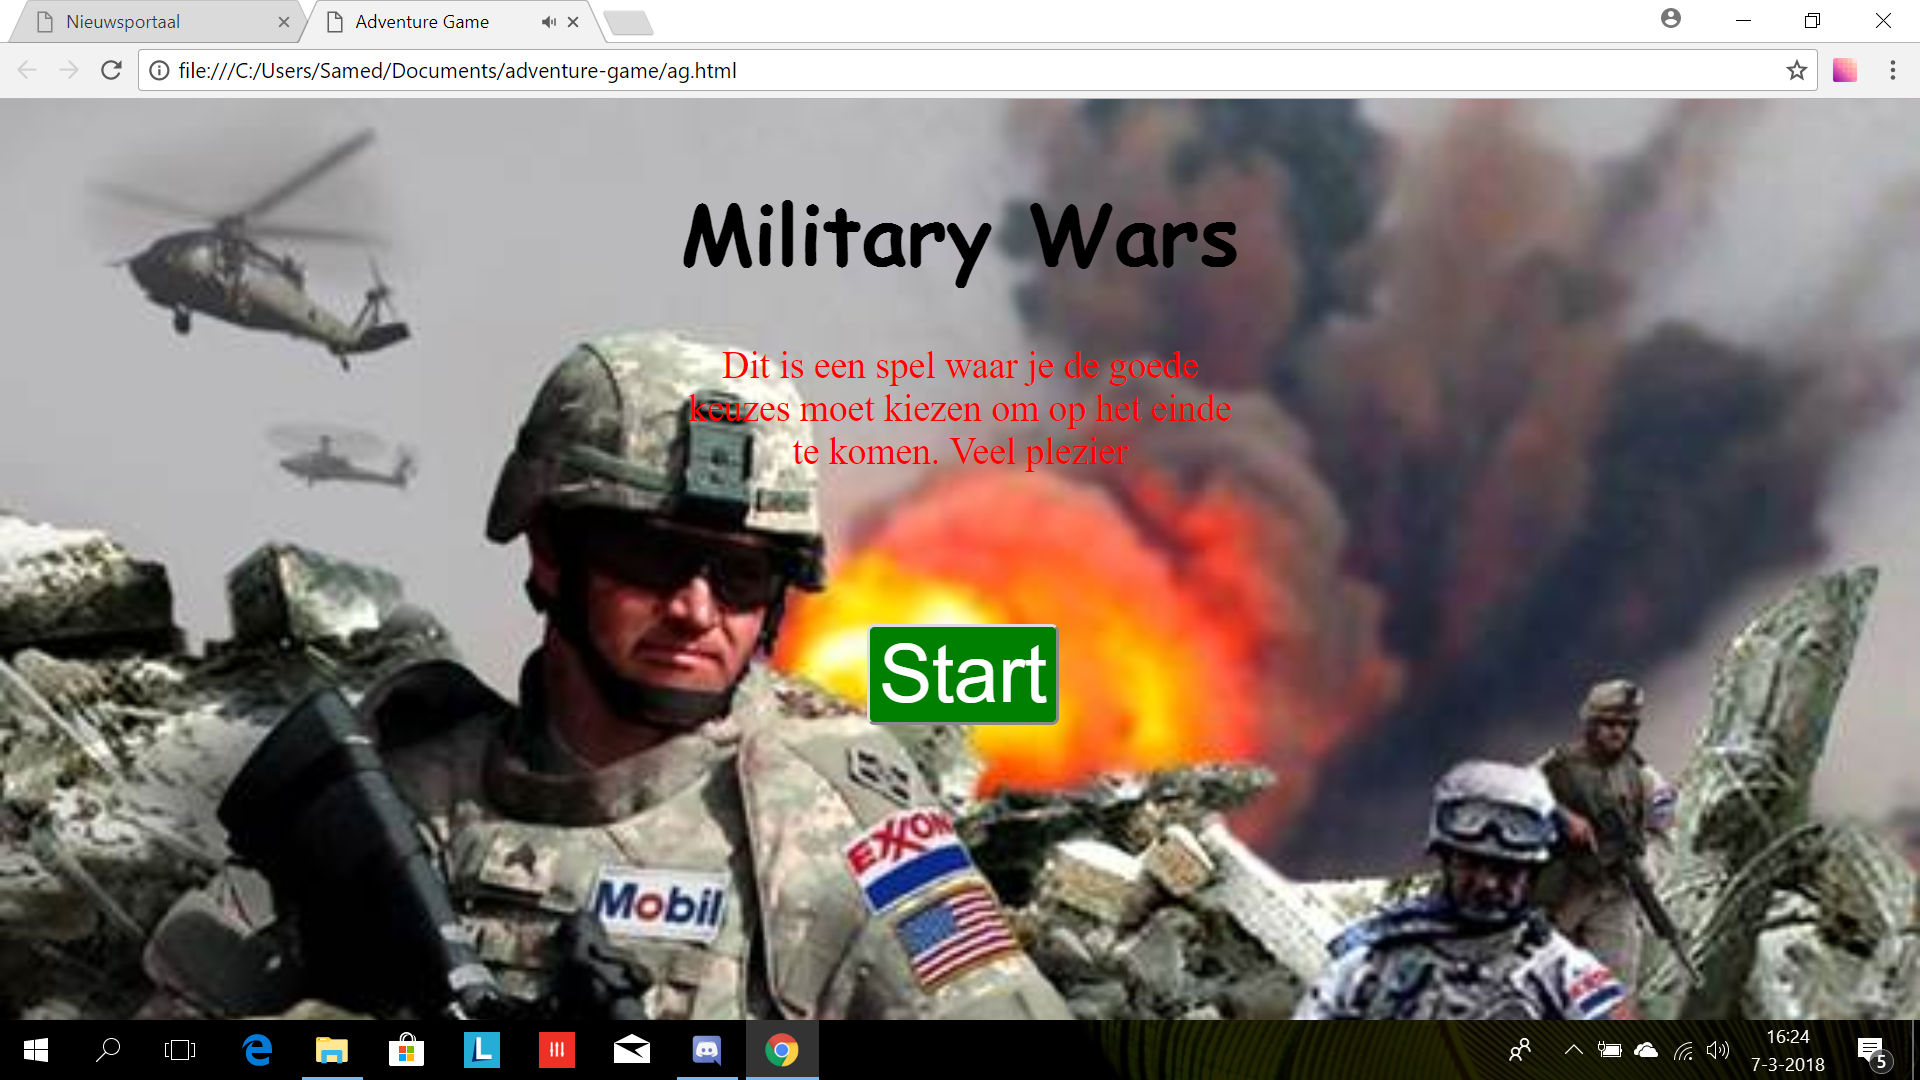 Nieuwsportaal
Adventure Game
file:///C:/Users/Samed/Documents/adventure-game/ag.html
Military Wars
Dit is een spel waar je de goede
keuzes moet kiezen om op het einde
te komen. Veel plezier
Start
EXXON
Mobil
L
16:24
7-3-2018
5